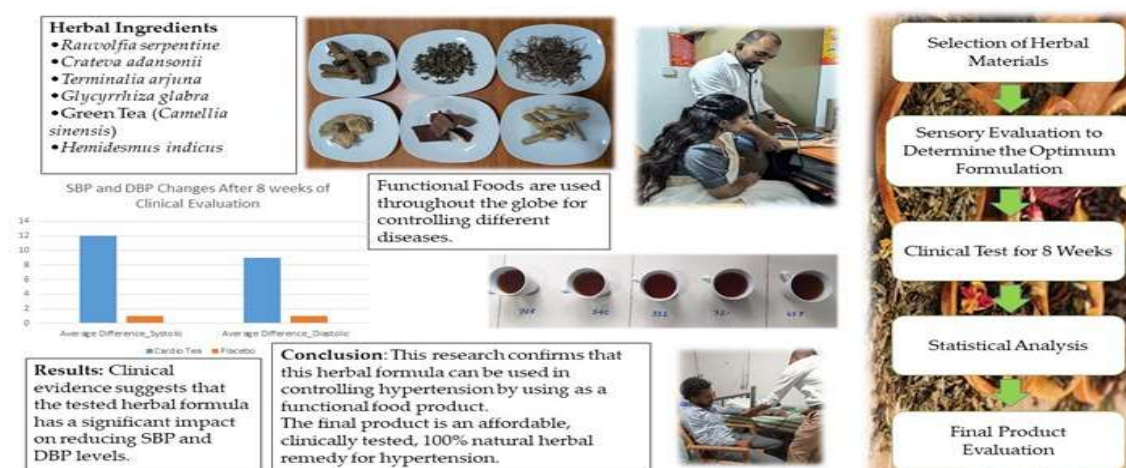 Herbal Ingredients
•Rauvolfia serpentine
•Crateva adansonii
•Terminalia arjuna
•Glycyrrhiza glabra
•Green Tea (Camellia
sinensis)
•Hemidesmus indicus
SBP and DBP Changes After 8 weeks of
Clinical Evaluation
14
12
10
8
6
4
2
0
Average Difference_Systolic
Average Difference_Diastolic
Cardio Tea
Placebo
Functional Foods are used
throughout the globe for
controlling different
diseases.
Results: Clinical
evidence suggests that
the tested herbal formula
has a significant impact
on reducing SBP and
DBP levels.
Conclusion: This research confirms that
this herbal formula can be used in
controlling hypertension by using as a
functional food product.
The final product is an affordable,
clinically tested, 100% natural herbal
remedy for hypertension.
Selection of Herbal
Materials
Sensory Evaluation to
Determine the Optimum
Formulation
Clinical Test for 8 Weeks
Statistical Analysis
Final Product
Evaluation